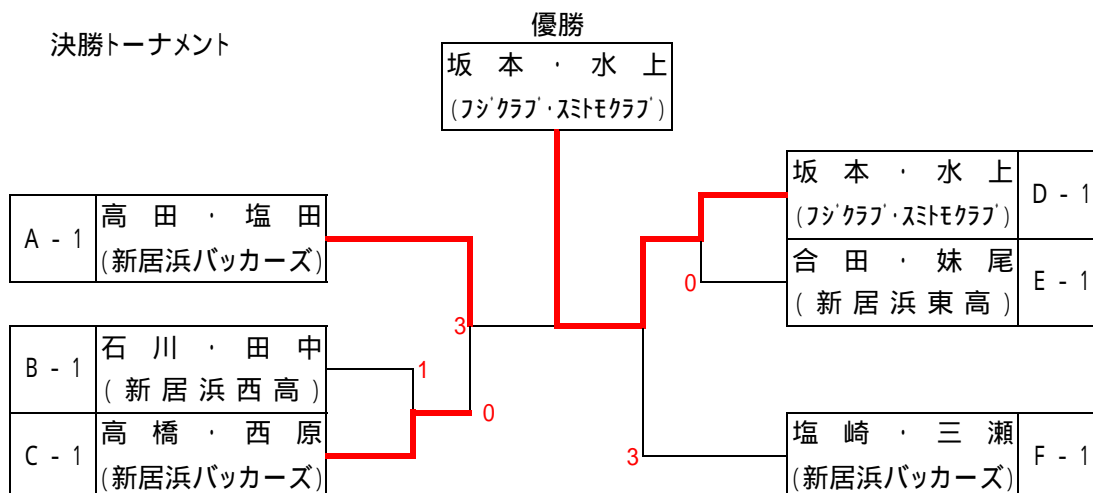 決勝トーナメント
優勝
坂本・水上
(フジクラブ・スミトモクラブ)
A - 1
高田・塩田
(新居浜バッカーズ)
B - 1
石川・田中
(新居浜西高)
C - 1
高橋・西原
(新居浜バッカーズ)
3
1
0
坂本・水上
(フジクラブ・スミトモクラブ)
D - 1
合田・妹尾
(新居浜東高)
E - 1
0
塩崎・三瀬
(新居浜バッカーズ)
F - 1
3